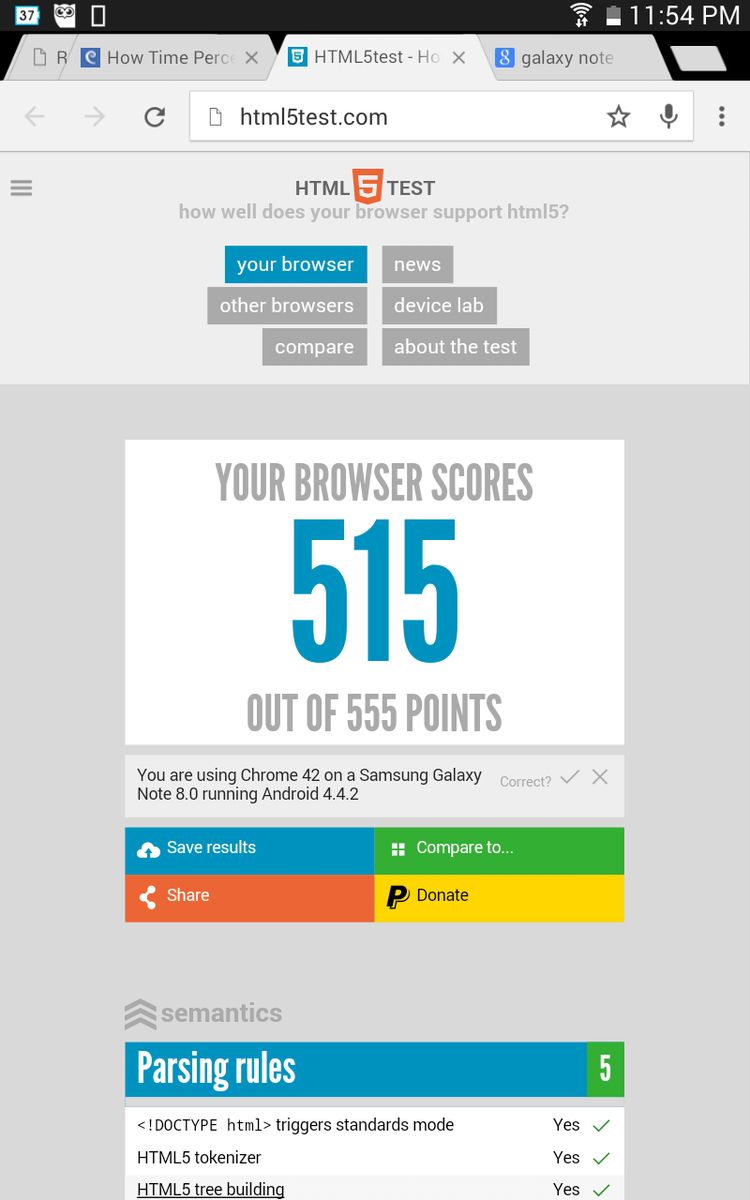 37
11:54 PM
R
How Time Perce
HTML5test - Ho
galaxy note
html5test.com
HTML 5 TEST
how well does your browser support html5?
your browser news
other browsers device lab
compare about the test
YOUR BROWSER SCORES
515
OUT OF 555 POINTS
You are using Chrome 42 on a Samsung Galaxy
Note 8.0 running Android 4.4.2
Correct?
Save results Compare to...
Share Donate
semantics
Parsing rules 5
<!DOCTYPE html> triggers standards mode Yes
HTML5 tokenizer Yes
HTML5 tree building Yes